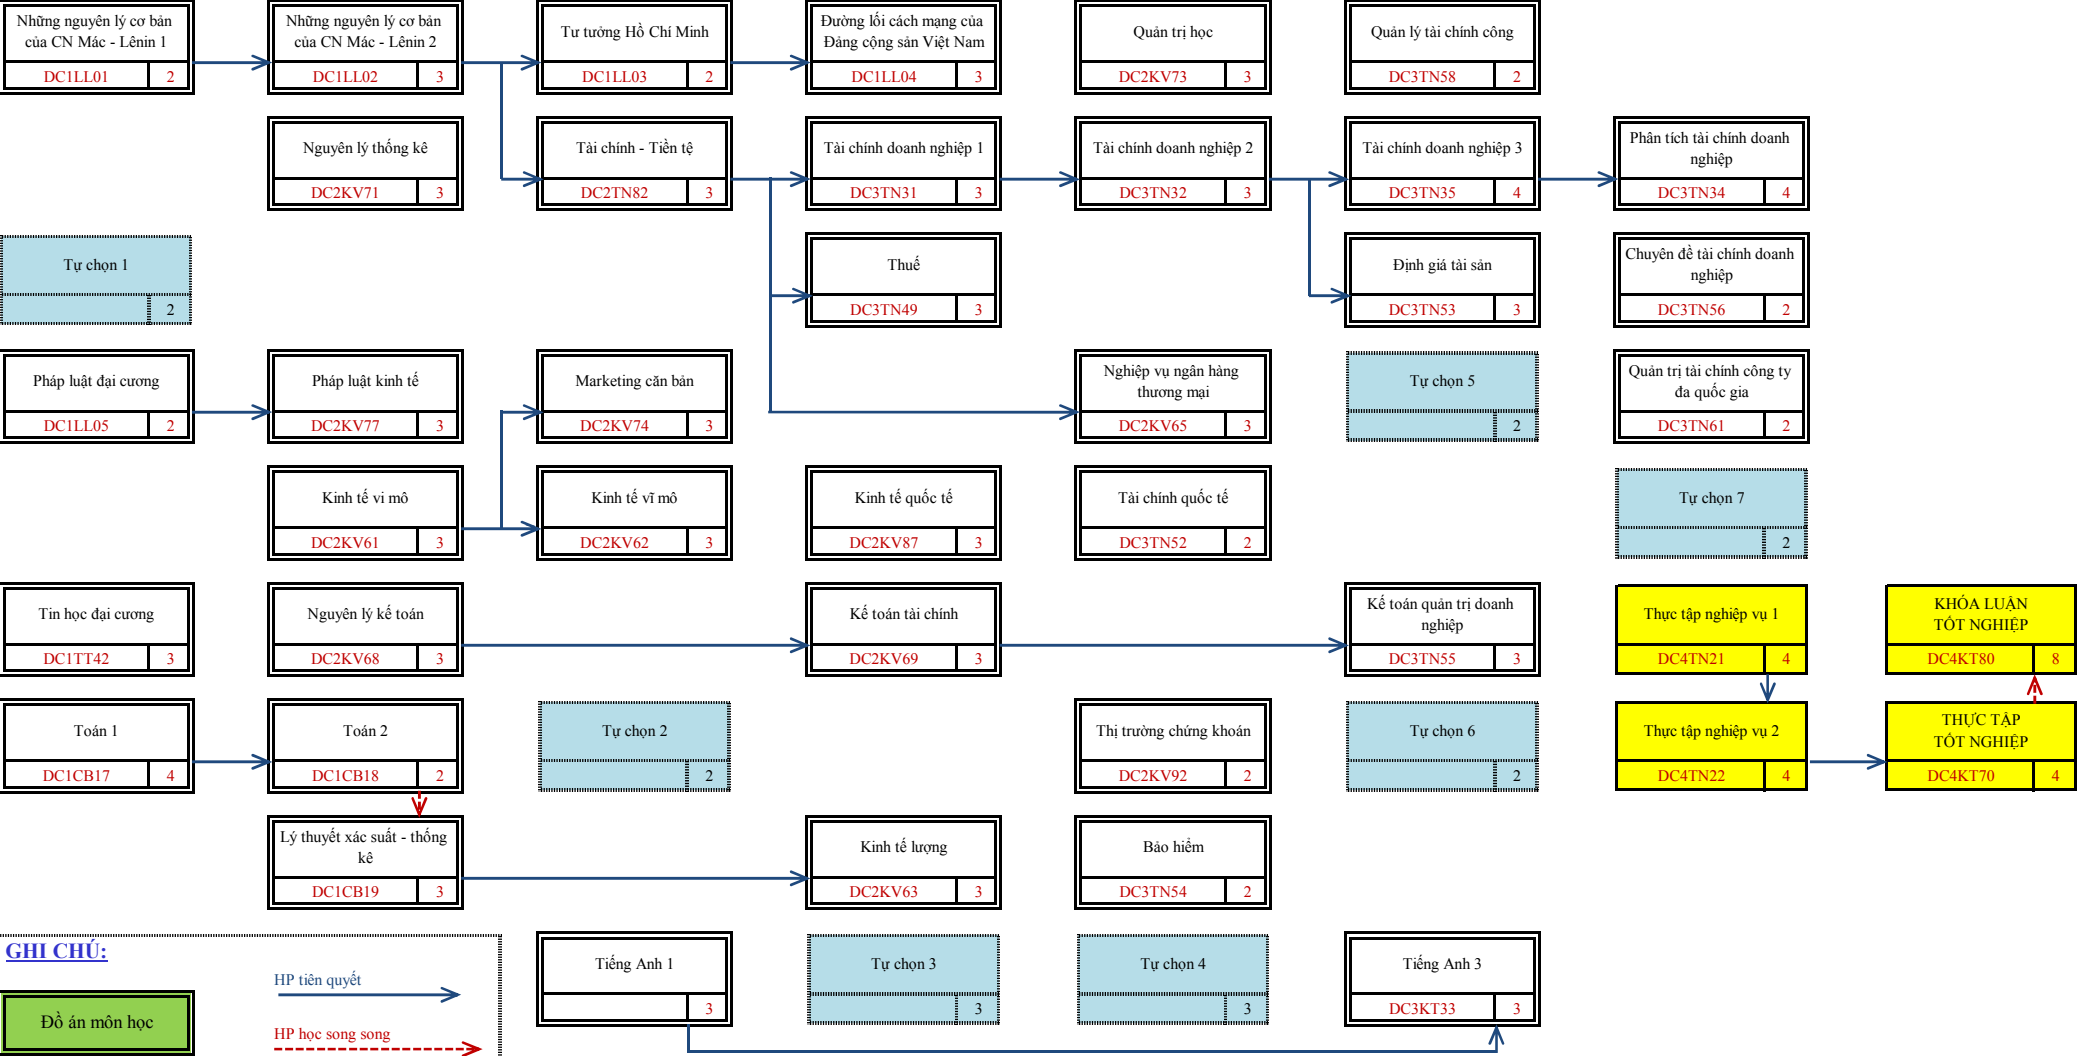 Những nguyên lý cơ bản
của CN Mác - Lênin 1
DC1LL01 2
Những nguyên lý cơ bản
của CN Mác - Lênin 2
DC1LL02 3
Tư tưởng Hồ Chí Minh
DC1LL03 2
Đường lối cách mạng của
Đảng cộng sản Việt Nam
DC1LL04 3
Quản trị học
DC2KV73 3
Quản lý tài chính công
DC3TN58 2
Nguyên lý thống kê
DC2KV71 3
Tài chính - Tiền tệ
DC2TN82 3
Tài chính doanh nghiệp 1
DC3TN31 3
Tài chính doanh nghiệp 2
DC3TN32 3
Tài chính doanh nghiệp 3
DC3TN35 4
Phân tích tài chính doanh
nghiệp
DC3TN34 4
Tự chọn 1
2
Thuế
DC3TN49 3
Định giá tài sản
DC3TN53 3
Chuyên đề tài chính doanh
nghiệp
DC3TN56 2
Pháp luật đại cương
DC1LL05 2
Pháp luật kinh tế
DC2KV77 3
Marketing căn bản
DC2KV74 3
Nghiệp vụ ngân hàng
thương mại
DC2KV65 3
Tự chọn 5
2
Quản trị tài chính công ty
đa quốc gia
DC3TN61 2
Kinh tế vi mô
DC2KV61 3
Kinh tế vĩ mô
DC2KV62 3
Kinh tế quốc tế
DC2KV87 3
Tài chính quốc tế
DC3TN52 2
Tự chọn 7
2
Tin học đại cương
DC1TT42 3
Nguyên lý kế toán
DC2KV68 3
Kế toán tài chính
DC2KV69 3
Kế toán quản trị doanh
nghiệp
DC3TN55 3
Thực tập nghiệp vụ 1
DC4TN21 4
KHÓA LUẬN
TỐT NGHIỆP
DC4KT80 8
Toán 1
DC1CB17 4
Toán 2
DC1CB18 2
Tự chọn 2
2
Thị trường chứng khoán
DC2KV92 2
Tự chọn 6
2
Thực tập nghiệp vụ 2
DC4TN22 4
THỰC TẬP
TỐT NGHIỆP
DC4KT70 4
Lý thuyết xác suất - thống
kê
DC1CB19 3
Kinh tế lượng
DC2KV63 3
Bảo hiểm
DC3TN54 2
GHI CHÚ:
HP tiên quyết
Đồ án môn học
HP học song song
Tiếng Anh 1
3
Tự chọn 3
3
Tự chọn 4
3
Tiếng Anh 3
DC3KT33 3